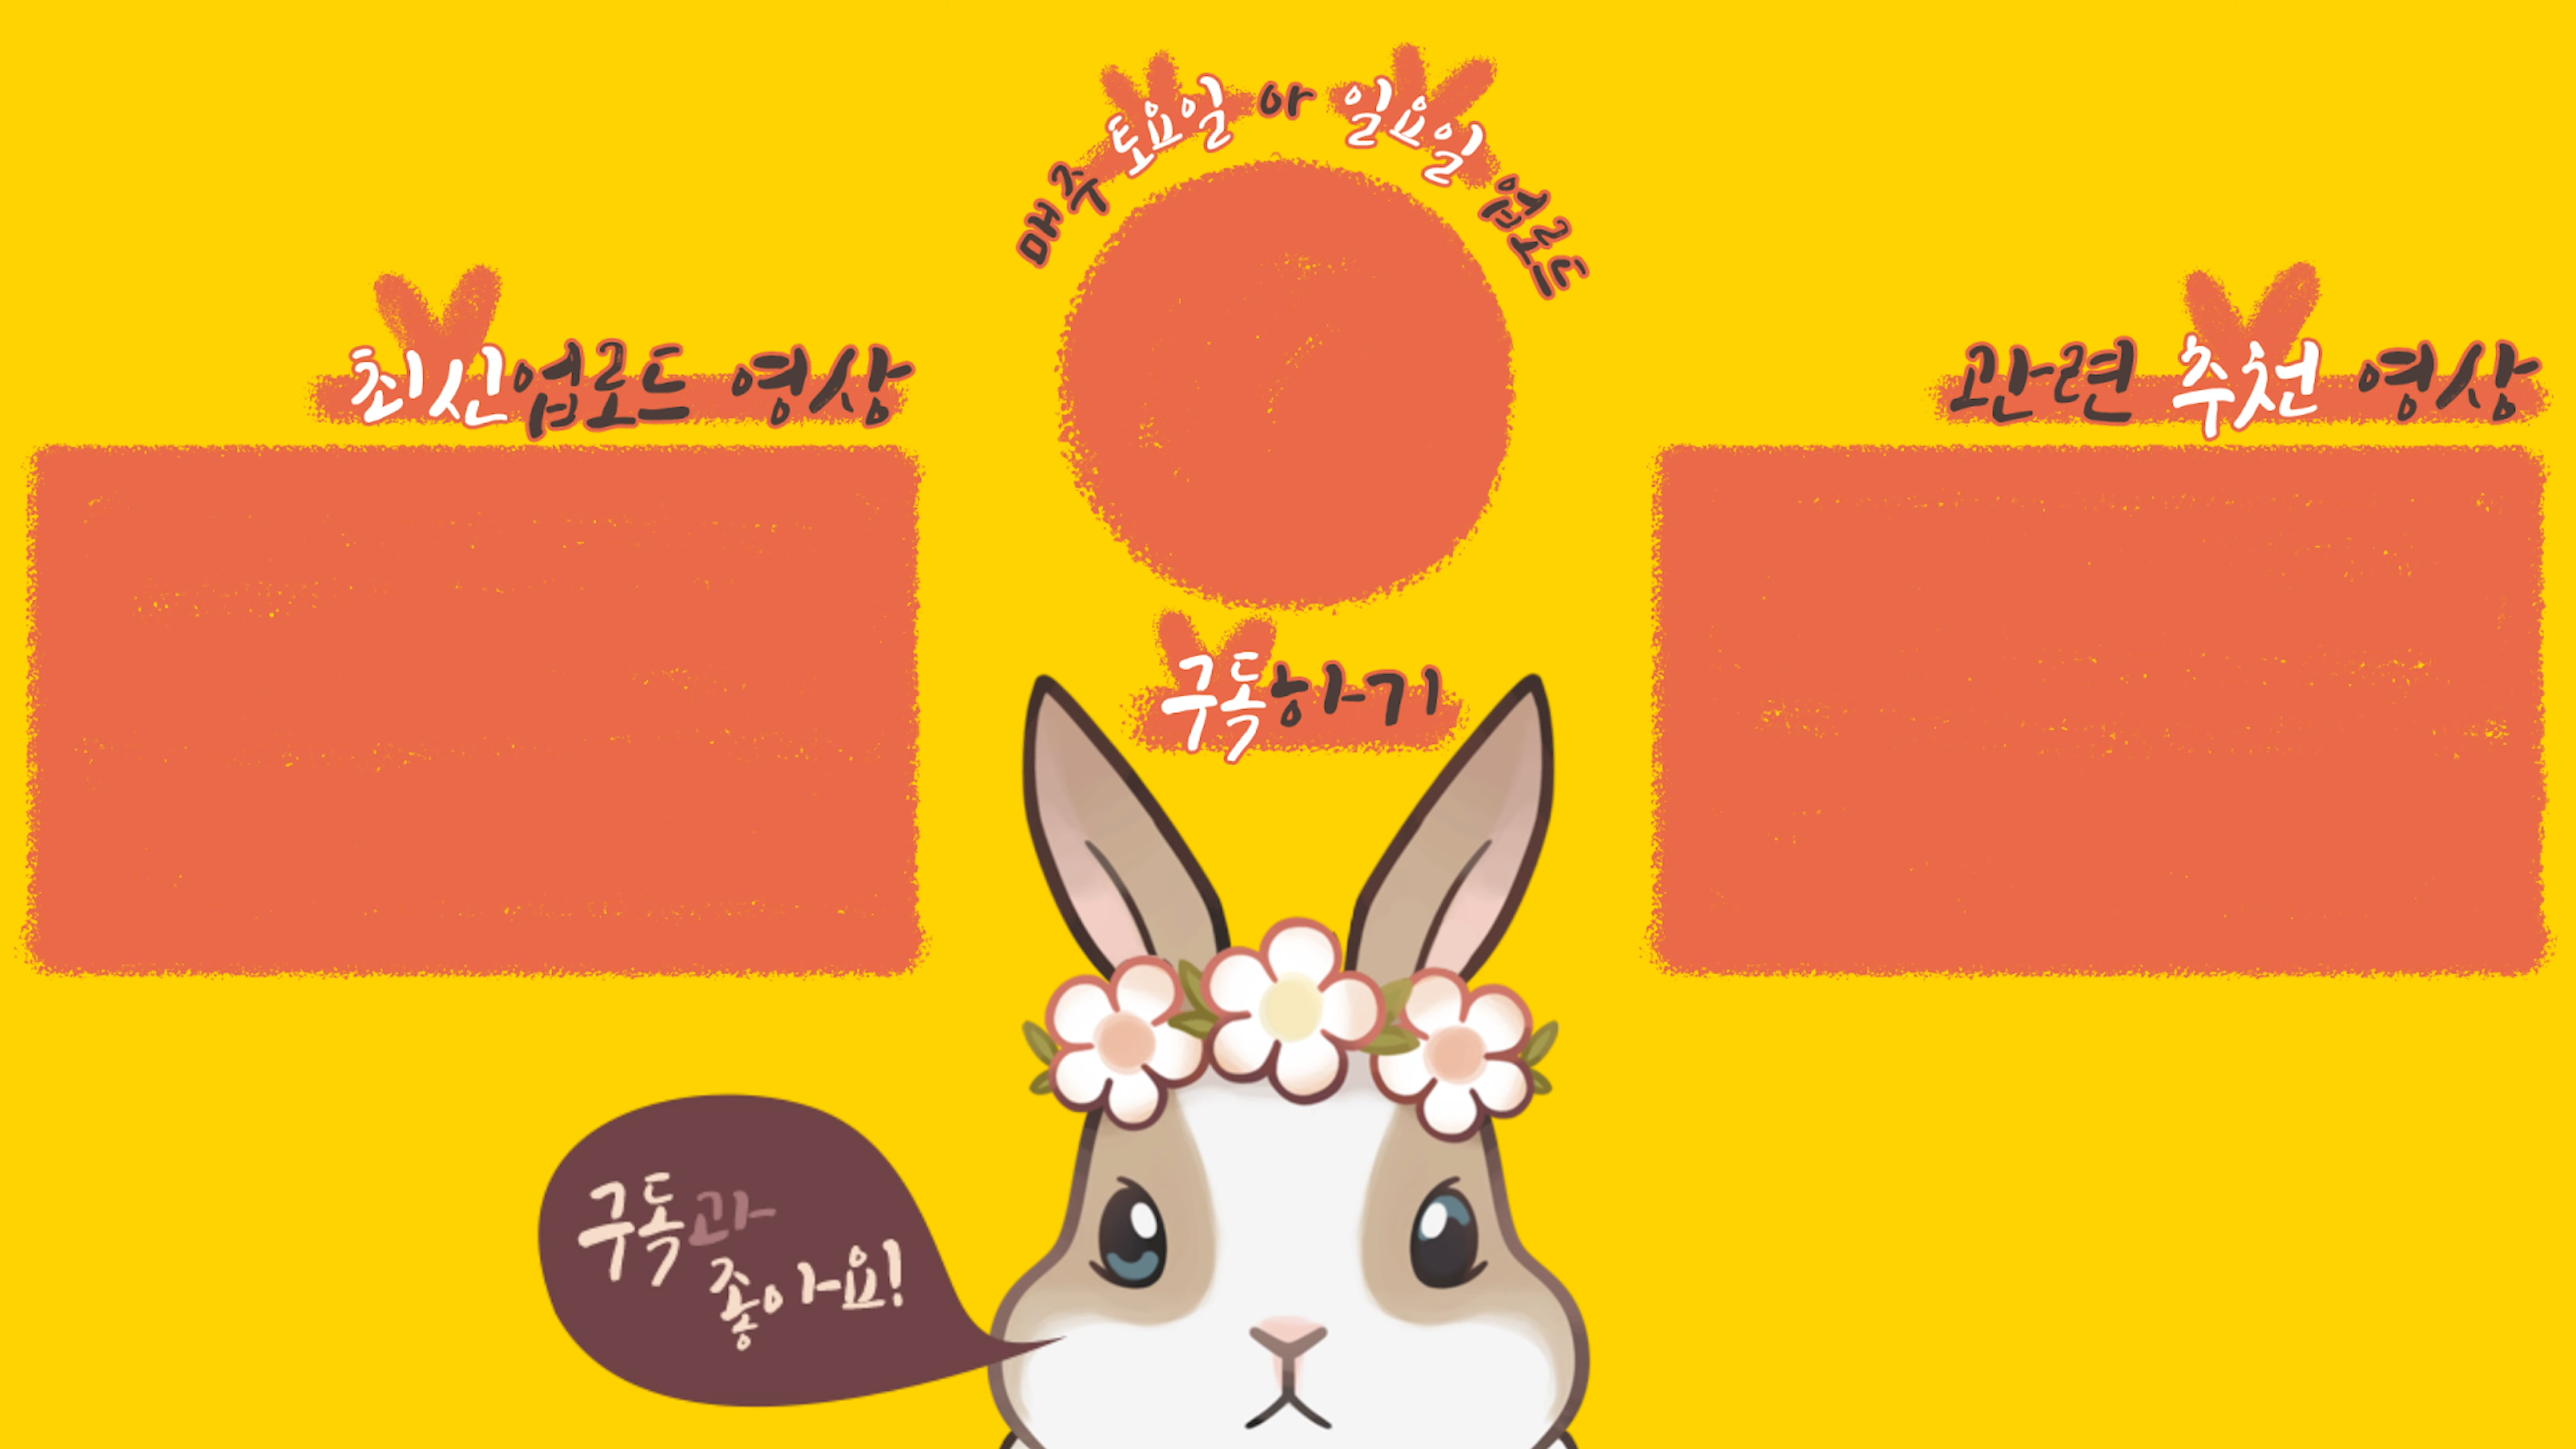 매주 토요일 아 일요일 업로드
최신업로드 영상
관련 추천 영상
구독하기
구독과
좋아요!